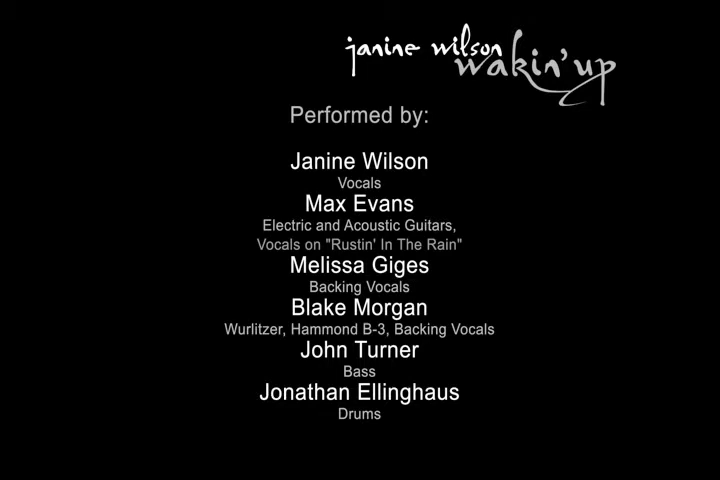 janine wilson
wakin' up
Performed by:
Janine Wilson
Vocals
Max Evans
Electric and Acoustic Guitars,
Vocals on "Rustin' In The Rain"
Melissa Giges
Backing Vocals
Blake Morgan
Wurlitzer, Hammond B-3, Backing Vocals
John Turner
Bass
Jonathan Ellinghaus
Drums